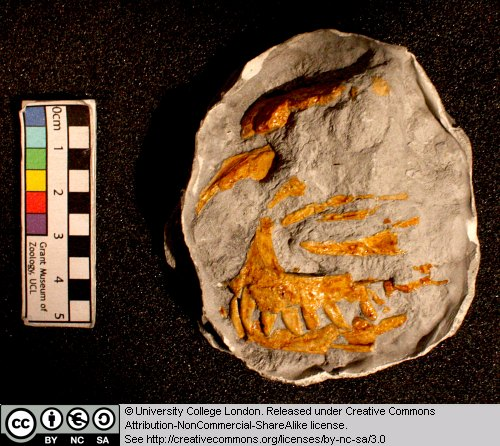 0cm
1
2
3
4
5
Grant Museum of
Zoology, UCL
© University College London. Released under Creative Commons
Attribution-NonCommercial-ShareAlike license.
See http://creativecommons.org/licenses/by-nc-sa/3.0
cc
BY NC SA